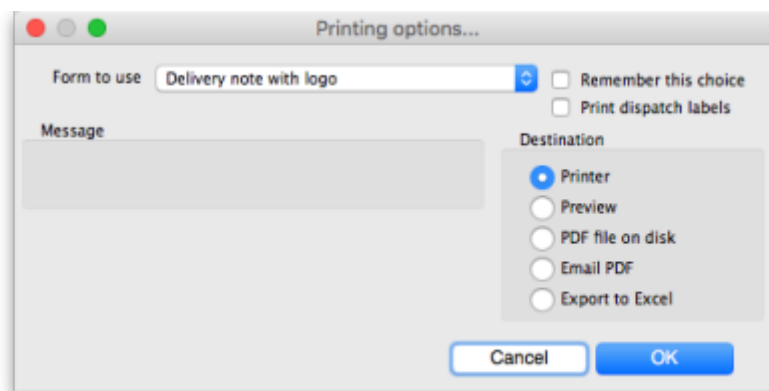 Printing options...
Form to use Delivery note with logo Remember this choice
Print dispatch labels
Message
Destination
Printer
Preview
PDF file on disk
Email PDF
Export to Excel
Cancel OK